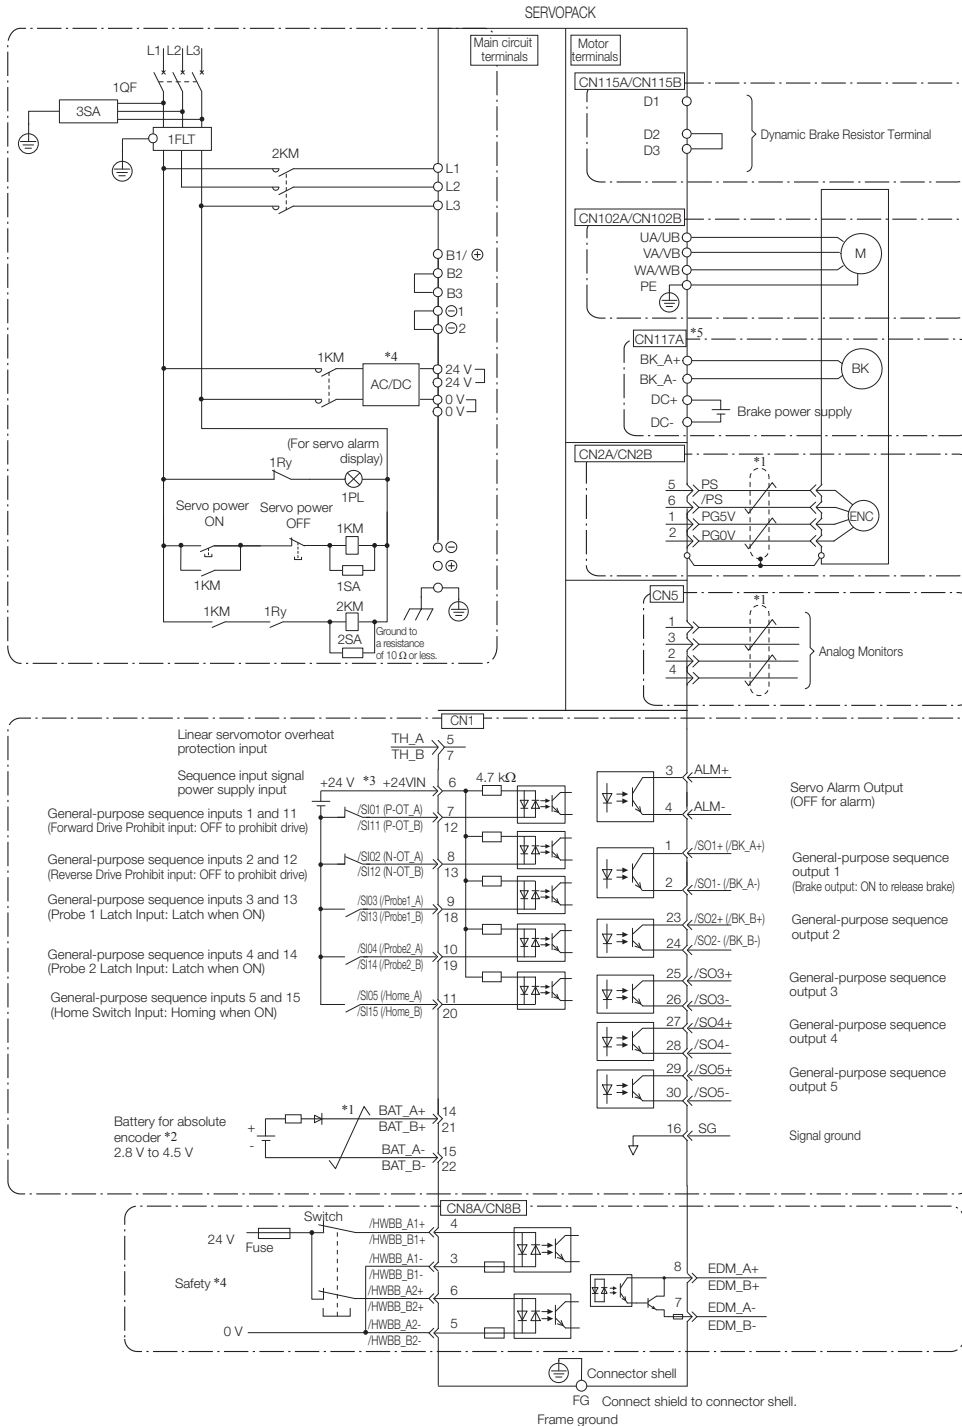 SERVOPACK
Main circuit
terminals
Motor
terminals
L1 L2 L3
1QF
3SA
1FLT
2KM
L1
L2
L3
B1/ ⊕
B2
B3
⊖1
⊖2
1KM
*4
AC/DC
24 V
24 V
0 V
0 V
(For servo alarm
display)
1Ry
1PL
Servo power
ON
Servo power
OFF
1KM
1KM
1SA
⊖
⊕
1KM
1Ry
2KM
2SA
Ground to
a resistance
of 10 Ω or less.
CN115A/CN115B
D1
D2
D3
Dynamic Brake Resistor Terminal
CN102A/CN102B
UA/UB
VA/VB
WA/WB
PE
M
CN117A
*5
BK_A+
BK_A-
BK
DC+
DC-
Brake power supply
CN2A/CN2B
*1
5 PS
6 /PS
1 PG5V
2 PG0V
ENC
CN5
*1
1
3
2
4
Analog Monitors
CN1
Linear servomotor overheat
protection input
TH_A 5
TH_B 7
Sequence input signal
power supply input
+24 V *3 +24VIN 6
4.7 kΩ
General-purpose sequence inputs 1 and 11
(Forward Drive Prohibit input: OFF to prohibit drive)
/SI01 (P-OT_A) 7
/SI11 (P-OT_B) 12
General-purpose sequence inputs 2 and 12
(Reverse Drive Prohibit input: OFF to prohibit drive)
/SI02 (N-OT_A) 8
/SI12 (N-OT_B) 13
General-purpose sequence inputs 3 and 13
(Probe 1 Latch Input: Latch when ON)
/SI03 (/Probe1_A) 9
/SI13 (/Probe1_B) 18
General-purpose sequence inputs 4 and 14
(Probe 2 Latch Input: Latch when ON)
/SI04 (/Probe2_A) 10
/SI14 (/Probe2_B) 19
General-purpose sequence inputs 5 and 15
(Home Switch Input: Homing when ON)
/SI05 (/Home_A) 11
/SI15 (/Home_B) 20
Battery for absolute
encoder *2
2.8 V to 4.5 V
+
-
*1
BAT_A+ 14
BAT_B+ 21
BAT_A- 15
BAT_B- 22
3 ALM+
4 ALM-
Servo Alarm Output
(OFF for alarm)
1 /SO1+ (/BK_A+)
2 /SO1- (/BK_A-)
General-purpose sequence
output 1
(Brake output: ON to release brake)
23 /SO2+ (/BK_B+)
24 /SO2- (/BK_B-)
General-purpose sequence
output 2
25 /SO3+
26 /SO3-
General-purpose sequence
output 3
27 /SO4+
28 /SO4-
General-purpose sequence
output 4
29 /SO5+
30 /SO5-
General-purpose sequence
output 5
16 SG
Signal ground
CN8A/CN8B
24 V
Fuse
Switch
/HWBB_A1+ 4
/HWBB_B1+
/HWBB_A1- 3
/HWBB_B1-
Safety *4
/HWBB_A2+ 6
/HWBB_B2+
0 V
/HWBB_A2- 5
/HWBB_B2-
8 EDM_A+
EDM_B+
7 EDM_A-
EDM_B-
Connector shell
FG Connect shield to connector shell.
Frame ground